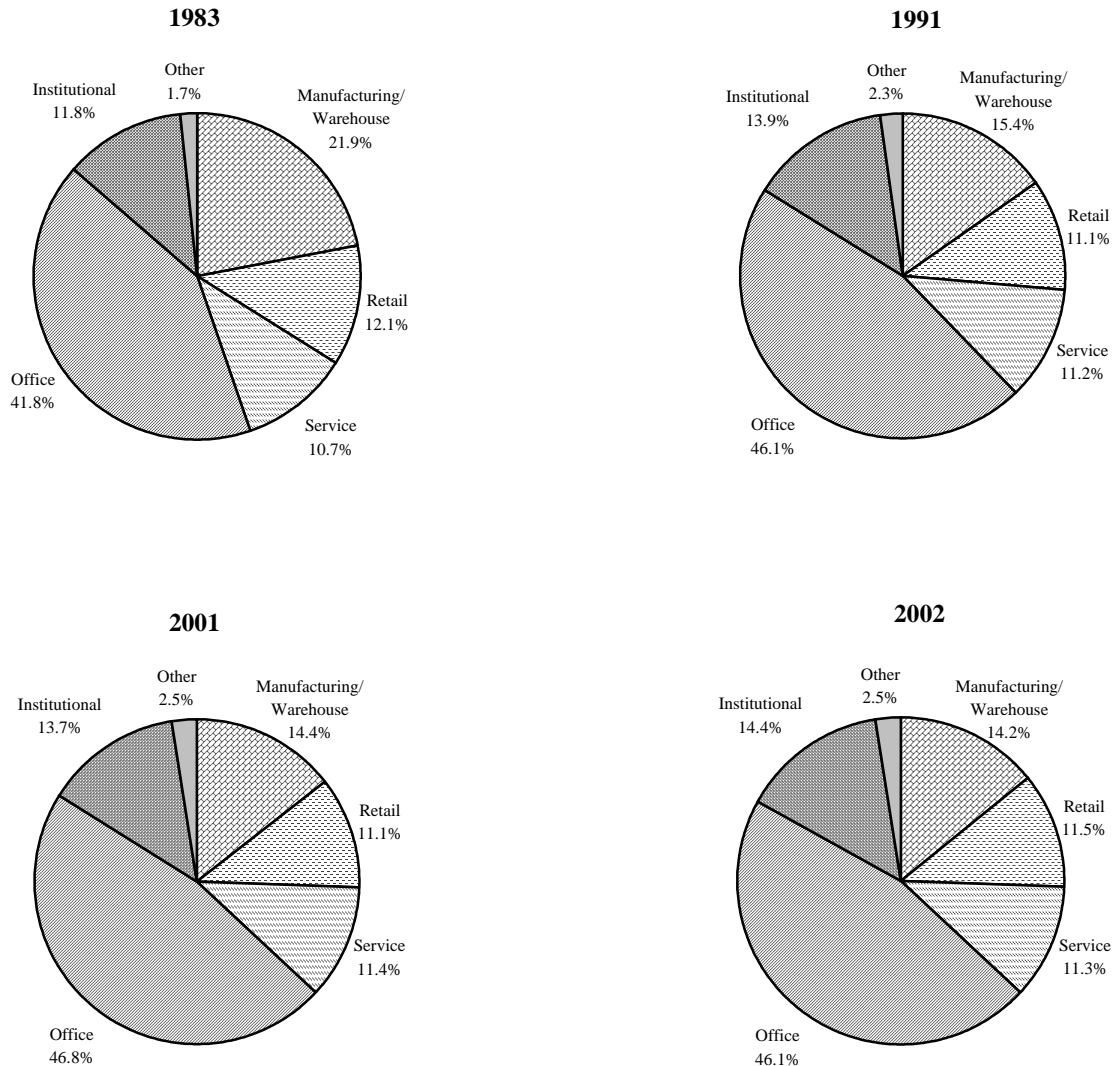 1983
Other
1.7%
Manufacturing/
Warehouse
21.9%
Retail
12.1%
Service
10.7%
Office
41.8%
Institutional
11.8%
1991
Other
2.3%
Manufacturing/
Warehouse
15.4%
Retail
11.1%
Service
11.2%
Office
46.1%
Institutional
13.9%
2001
Other
2.5%
Manufacturing/
Warehouse
14.4%
Retail
11.1%
Service
11.4%
Office
46.8%
Institutional
13.7%
2002
Other
2.5%
Manufacturing/
Warehouse
14.2%
Retail
11.5%
Service
11.3%
Office
46.1%
Institutional
14.4%